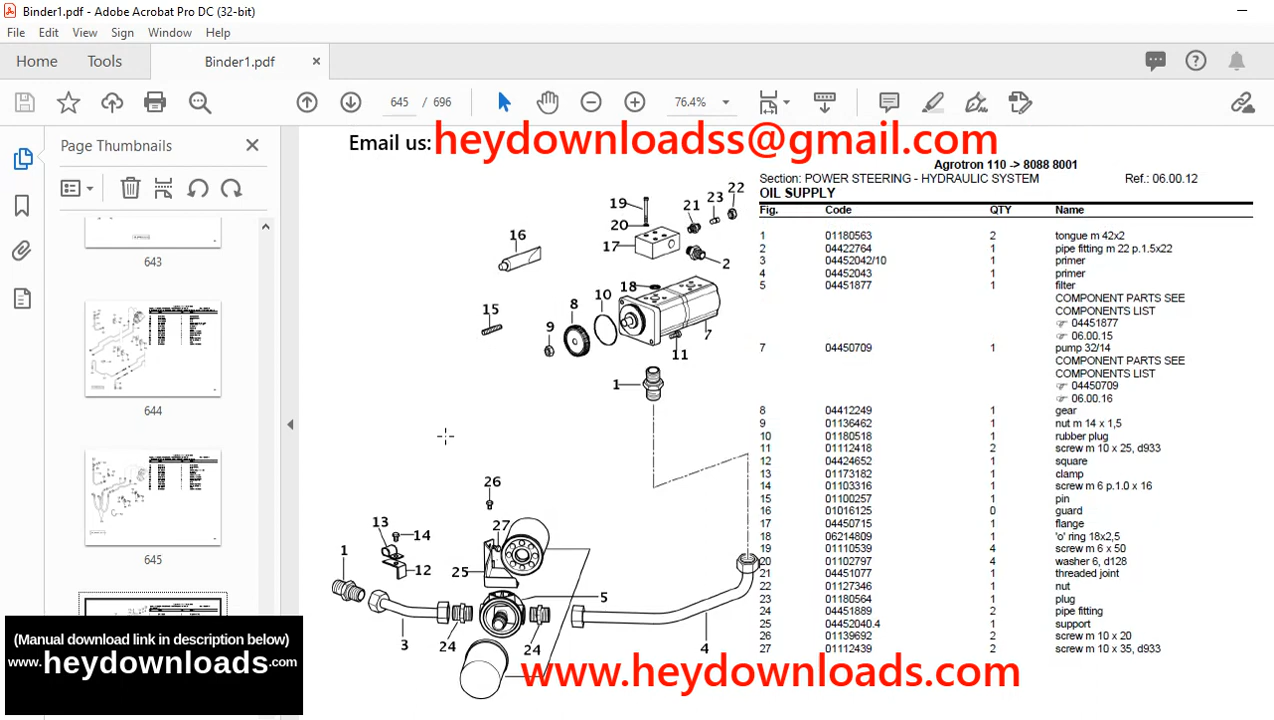 Binder1.pdf - Adobe Acrobat Pro DC (32-bit)
File Edit View Sign Window Help
Home Tools Binder1.pdf ×
645 / 696 76.4%
Page Thumbnails
643
644
645
Email us: heydownloadss@gmail.com
Agrotron 110 -> 8088 8001
Section: POWER STEERING - HYDRAULIC SYSTEM Ref.: 06.00.12
OIL SUPPLY
Fig. Code QTY Name
1 01180563 2 tongue m 42x2
2 04422764 1 pipe fitting m 22 p.1.5x22
3 04452042/10 1 primer
4 04452043 1 primer
5 04451877 1 filter
COMPONENT PARTS SEE
COMPONENTS LIST
☞ 04451877
☞ 06.00.15
7 04450709 1 pump 32/14
COMPONENT PARTS SEE
COMPONENTS LIST
☞ 04450709
☞ 06.00.16
8 04412249 1 gear
9 01136462 1 nut m 14 x 1,5
10 01180518 1 rubber plug
11 01112418 2 screw m 10 x 25, d933
12 04424652 1 square
13 01173182 1 clamp
14 01103316 1 screw m 6 p.1.0 x 16
15 01100257 1 pin
16 01016125 0 guard
17 04450715 1 flange
18 06214809 1 'o' ring 18x2,5
19 01110539 4 screw m 6 x 50
20 01102797 4 washer 6, d128
21 04451077 1 threaded joint
22 01127346 1 nut
23 01180564 1 plug
24 04451889 2 pipe fitting
25 04452040.4 1 support
26 01139692 2 screw m 10 x 20
27 01112439 2 screw m 10 x 35, d933
19
20
17
21
23
22
2
16
18
15
8
10
9
7
11
1
26
27
13
14
12
1
25
5
3
24
24
4
(Manual download link in description below)
www.heydownloads.com
www.heydownloads.com